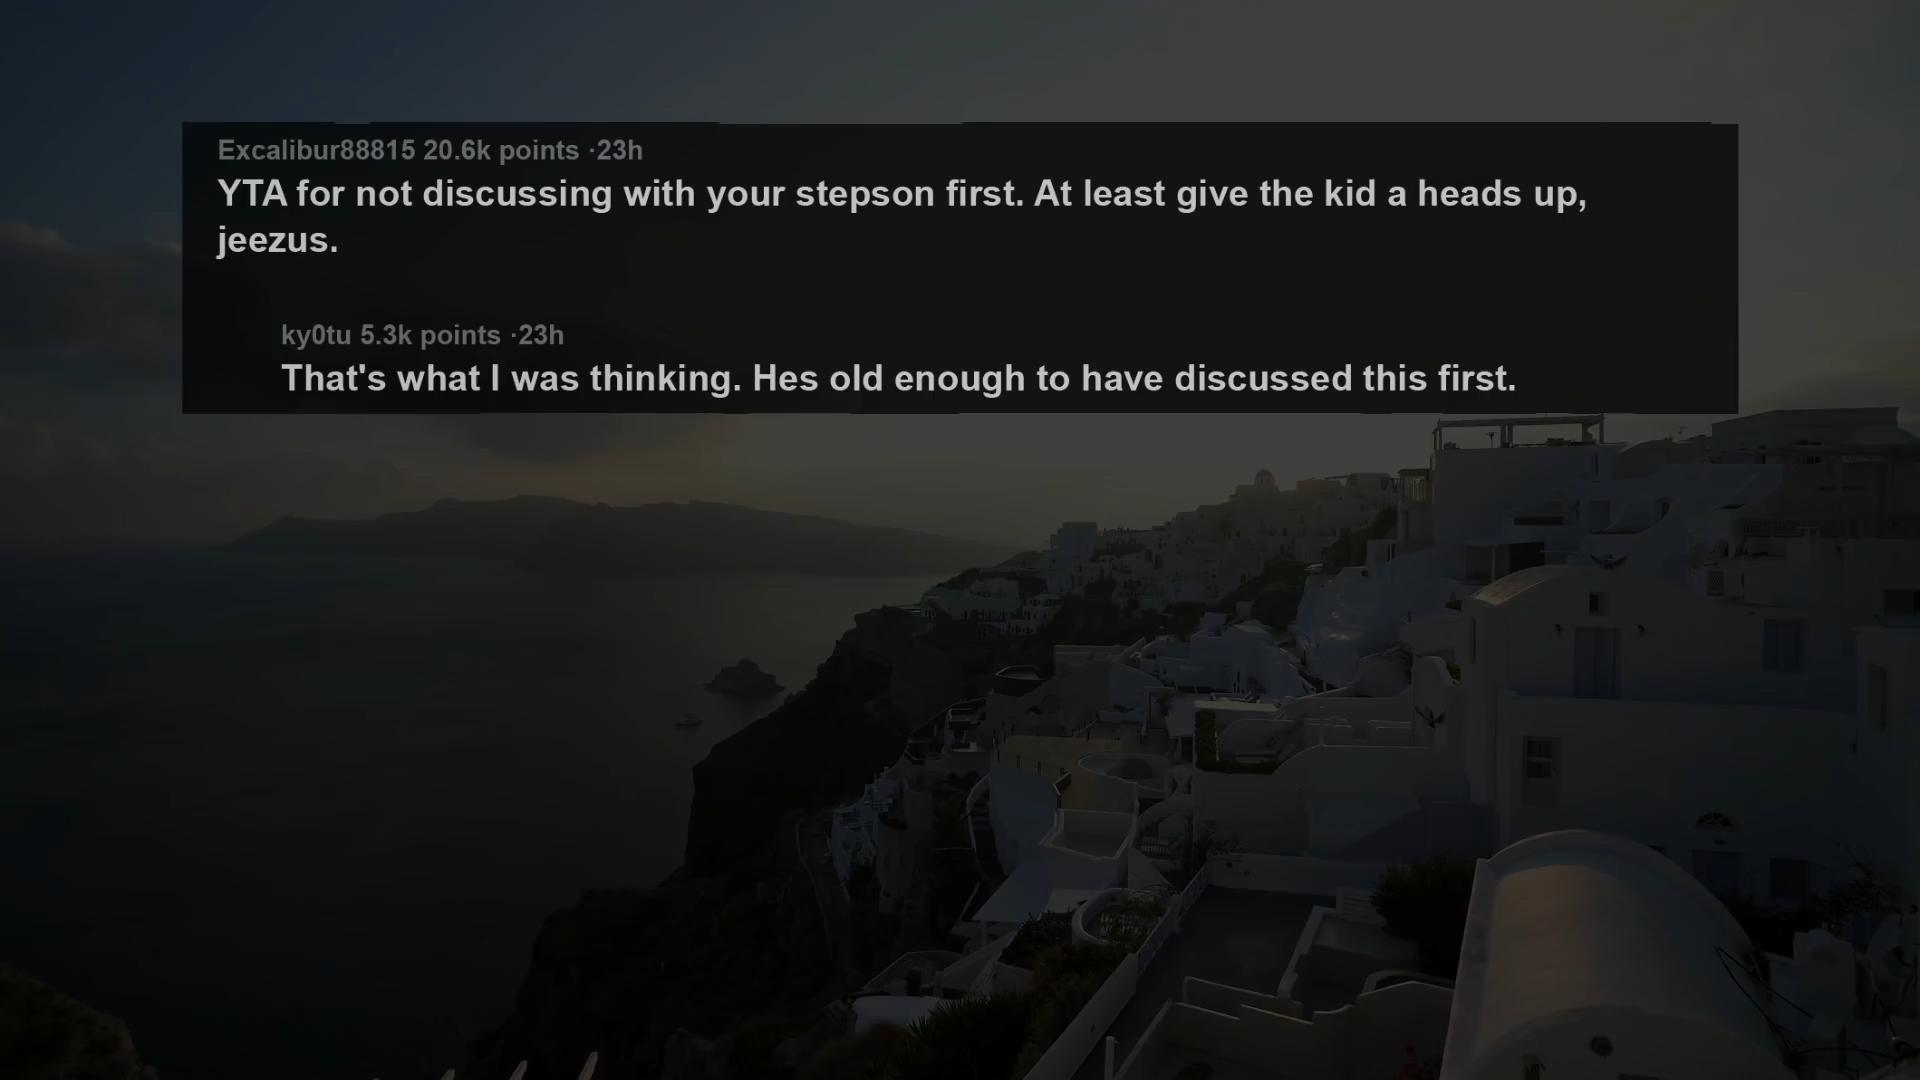 Excalibur88815 20.6k points ·23h
YTA for not discussing with your stepson first. At least give the kid a heads up,
jeezus.
ky0tu 5.3k points ·23h
That's what I was thinking. Hes old enough to have discussed this first.